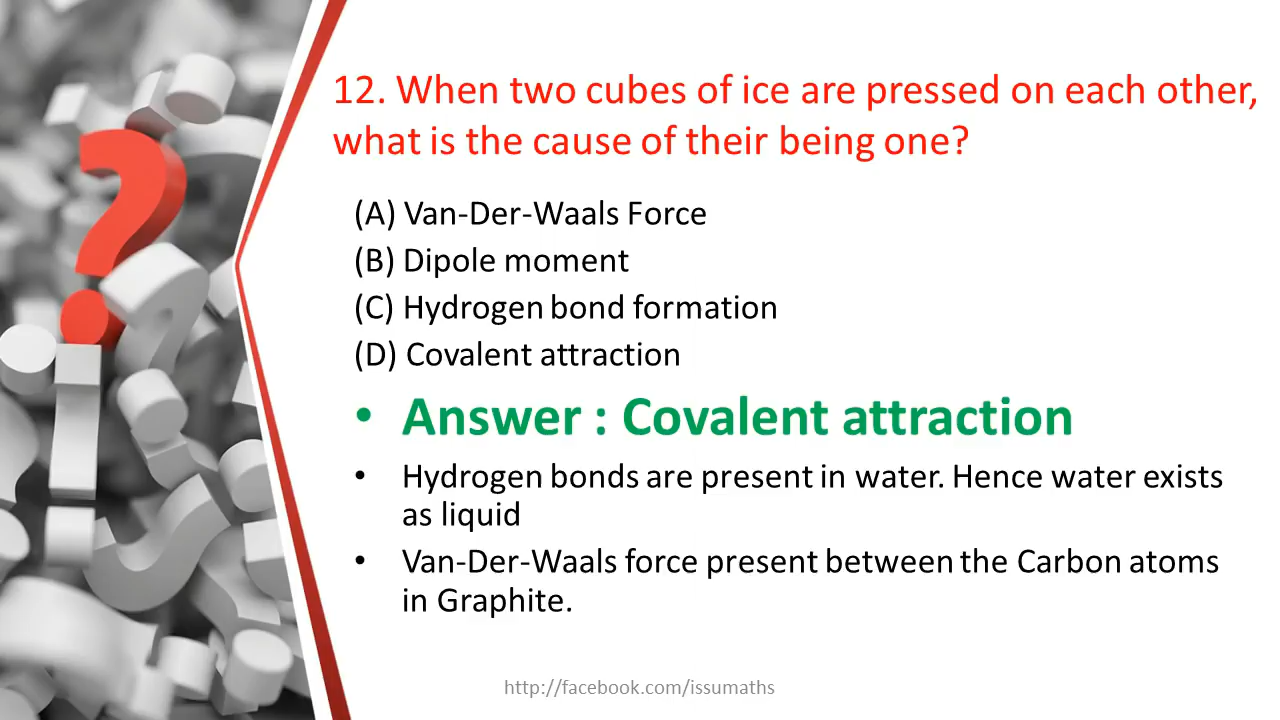 12. When two cubes of ice are pressed on each other,
what is the cause of their being one?
(A) Van-Der-Waals Force
(B) Dipole moment
(C) Hydrogen bond formation
(D) Covalent attraction
• Answer : Covalent attraction
• Hydrogen bonds are present in water. Hence water exists
as liquid
• Van-Der-Waals force present between the Carbon atoms
in Graphite.
http://facebook.com/issumaths